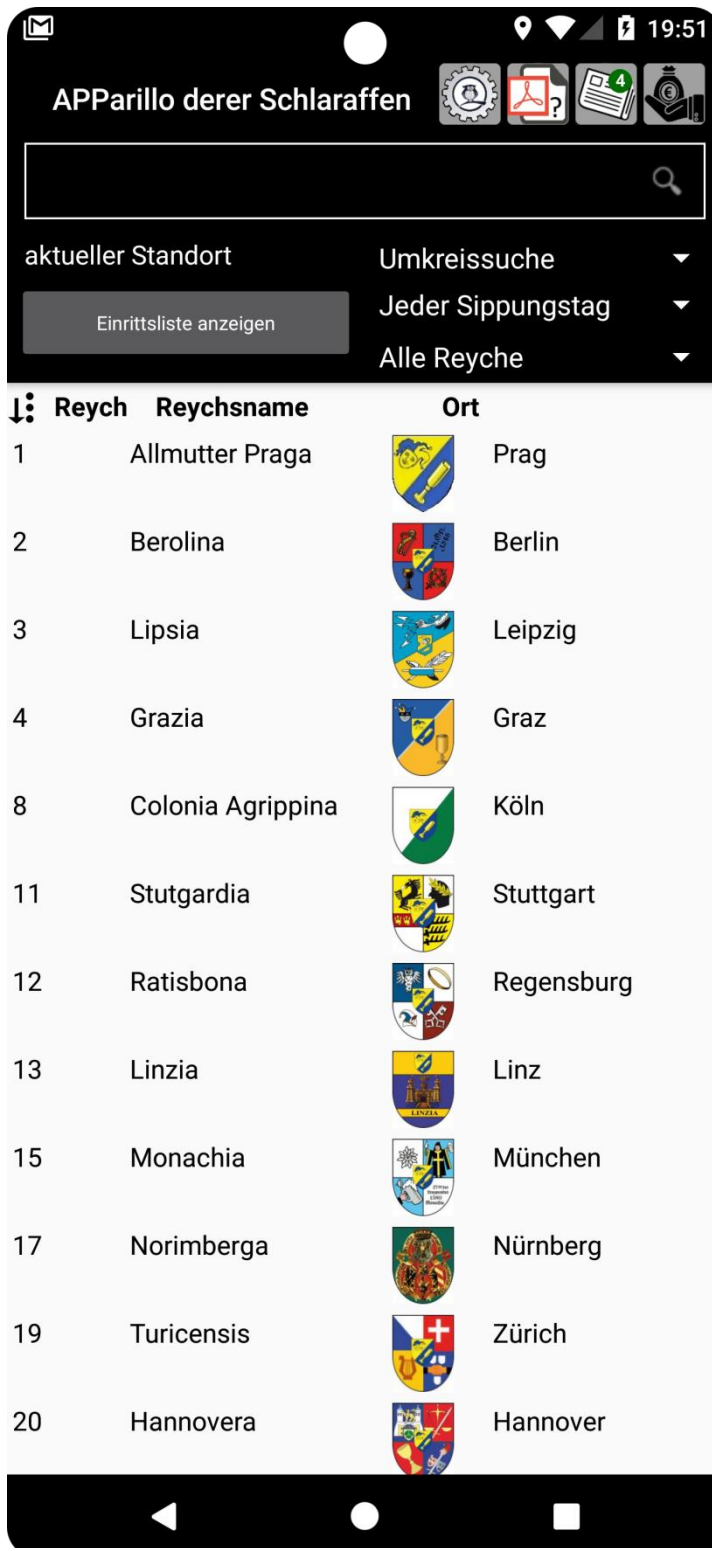 19:51
APParillo derer Schlaraffen
?
4
€
aktueller Standort
Umkreissuche
Einrittsliste anzeigen
Jeder Sippungstag
Alle Reyche
Reych Reychsname Ort
1 Allmutter Praga Prag
2 Berolina Berlin
3 Lipsia Leipzig
4 Grazia Graz
8 Colonia Agrippina Köln
11 Stutgardia Stuttgart
12 Ratisbona Regensburg
13 Linzia Linz
LINZIA
15 Monachia München
17 Norimberga Nürnberg
19 Turicensis Zürich
20 Hannovera Hannover